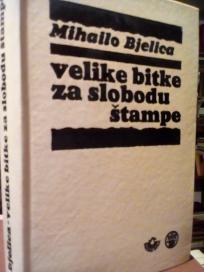 Mihailo Bjelica
velike bitke
za slobodu
štampe
Bjelica - velike bitke za slobodu štampe